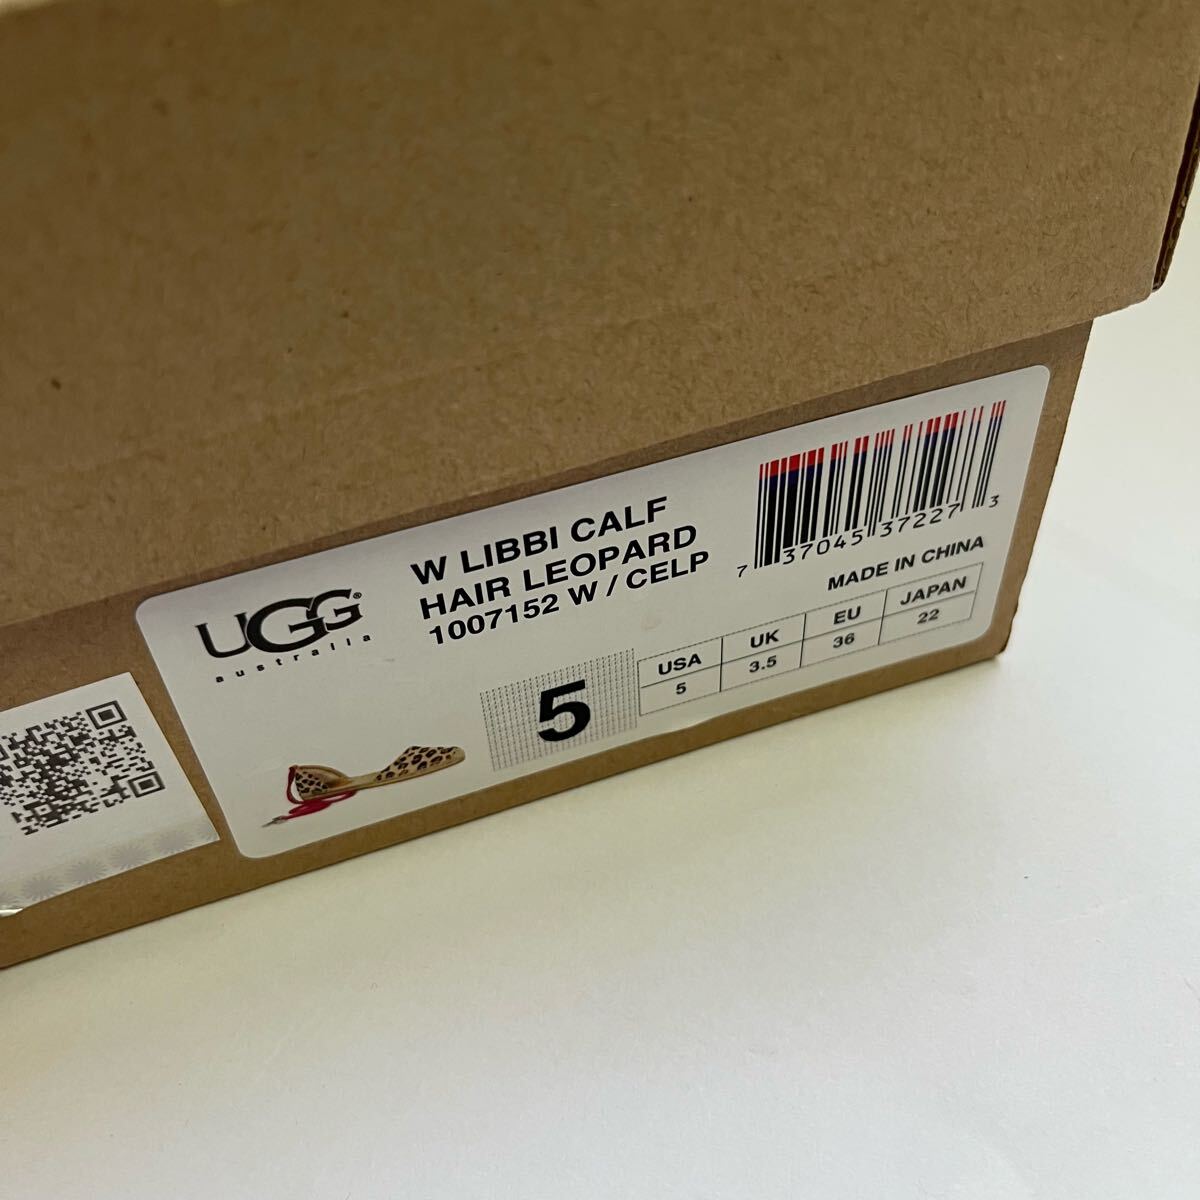 UGG®
australia
W LIBBI CALF
HAIR LEOPARD
1007152 W / CELP
7 37045 37227 3
MADE IN CHINA
5
USA UK EU JAPAN
5 3.5 36 22